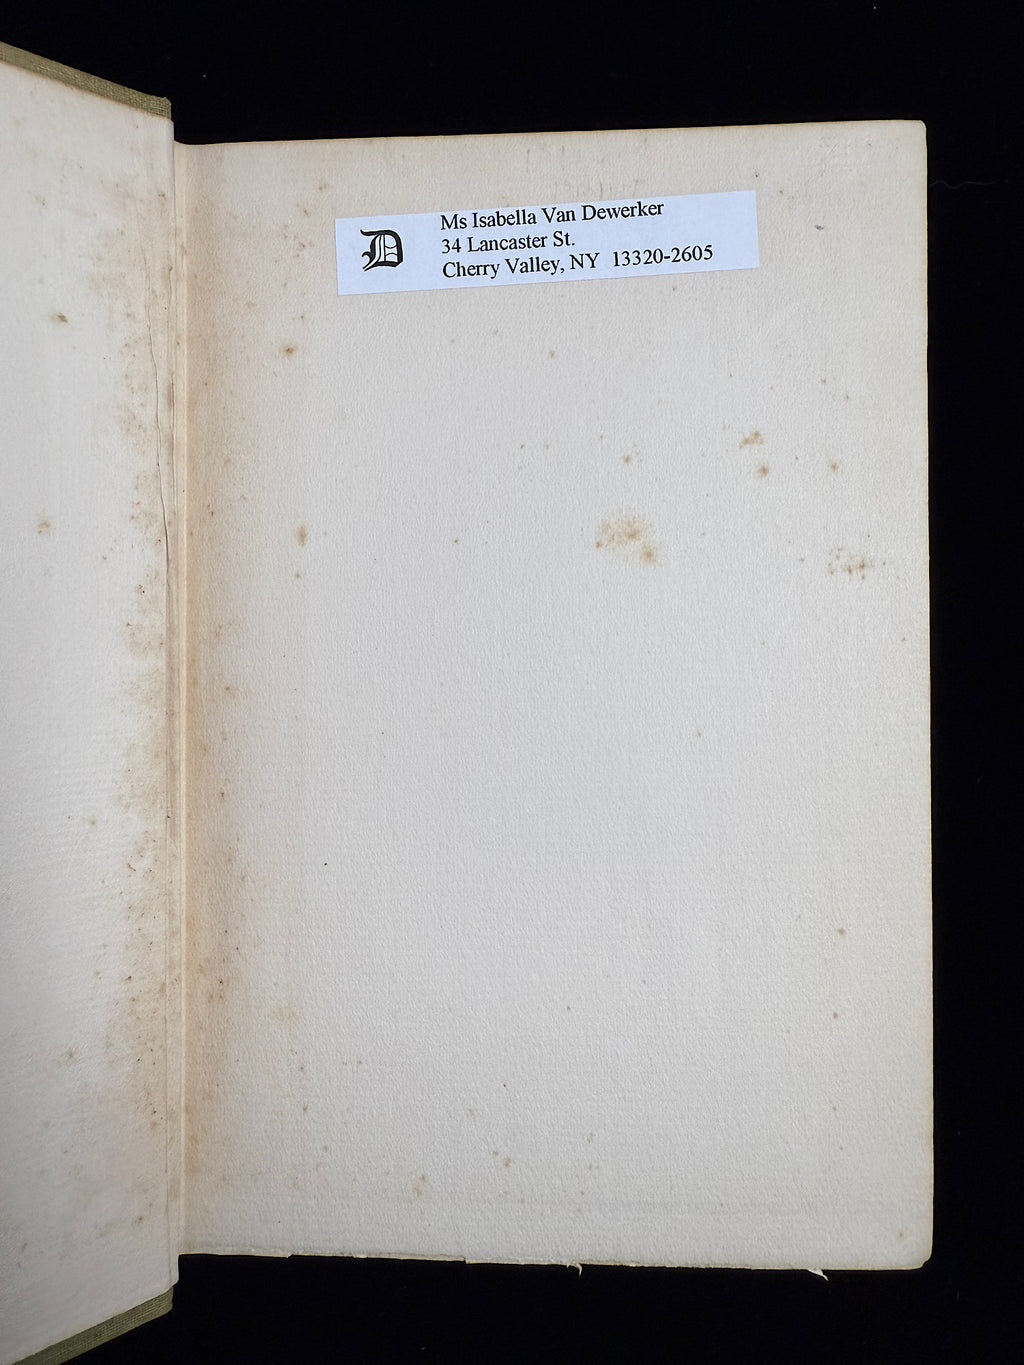 D
Ms Isabella Van Dewerker
34 Lancaster St.
Cherry Valley, NY 13320-2605